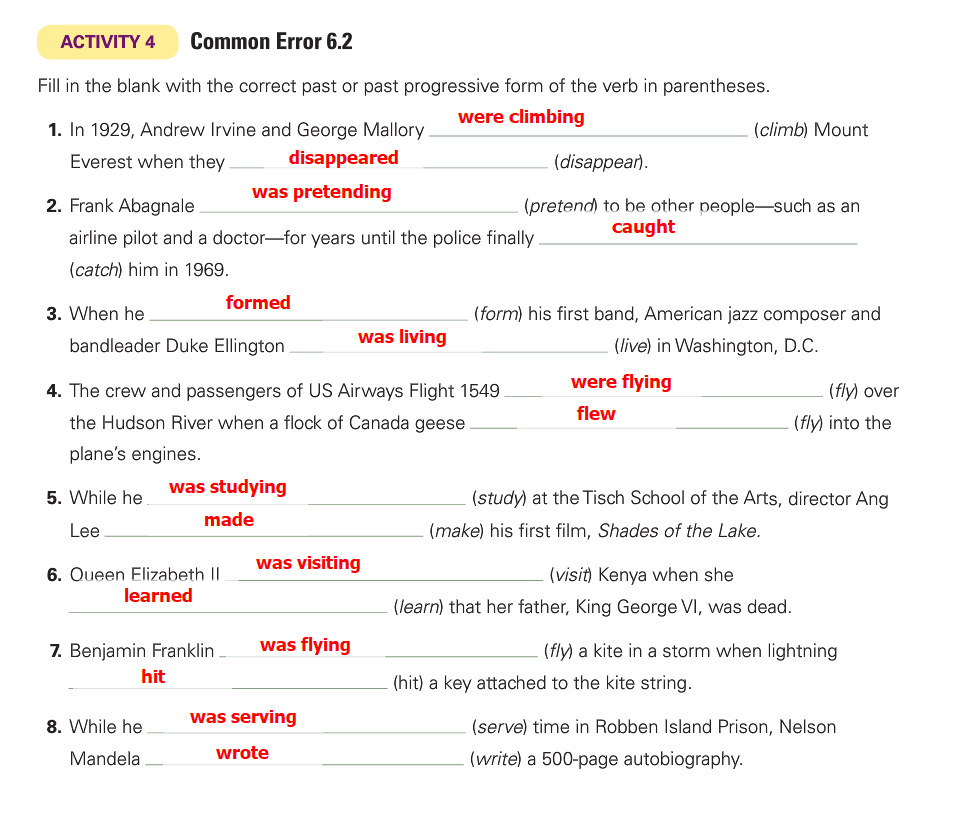 ACTIVITY 4 Common Error 6.2
Fill in the blank with the correct past or past progressive form of the verb in parentheses.
1. In 1929, Andrew Irvine and George Mallory were climbing (climb) Mount
Everest when they disappeared (disappear).
2. Frank Abagnale was pretending (pretend) to be other people—such as an
airline pilot and a doctor—for years until the police finally caught
(catch) him in 1969.
3. When he formed (form) his first band, American jazz composer and
bandleader Duke Ellington was living (live) in Washington, D.C.
4. The crew and passengers of US Airways Flight 1549 were flying (fly) over
the Hudson River when a flock of Canada geese flew (fly) into the
plane’s engines.
5. While he was studying (study) at the Tisch School of the Arts, director Ang
Lee made (make) his first film, Shades of the Lake.
6. Queen Elizabeth II was visiting (visit) Kenya when she
learned (learn) that her father, King George VI, was dead.
7. Benjamin Franklin was flying (fly) a kite in a storm when lightning
hit (hit) a key attached to the kite string.
8. While he was serving (serve) time in Robben Island Prison, Nelson
Mandela wrote (write) a 500-page autobiography.